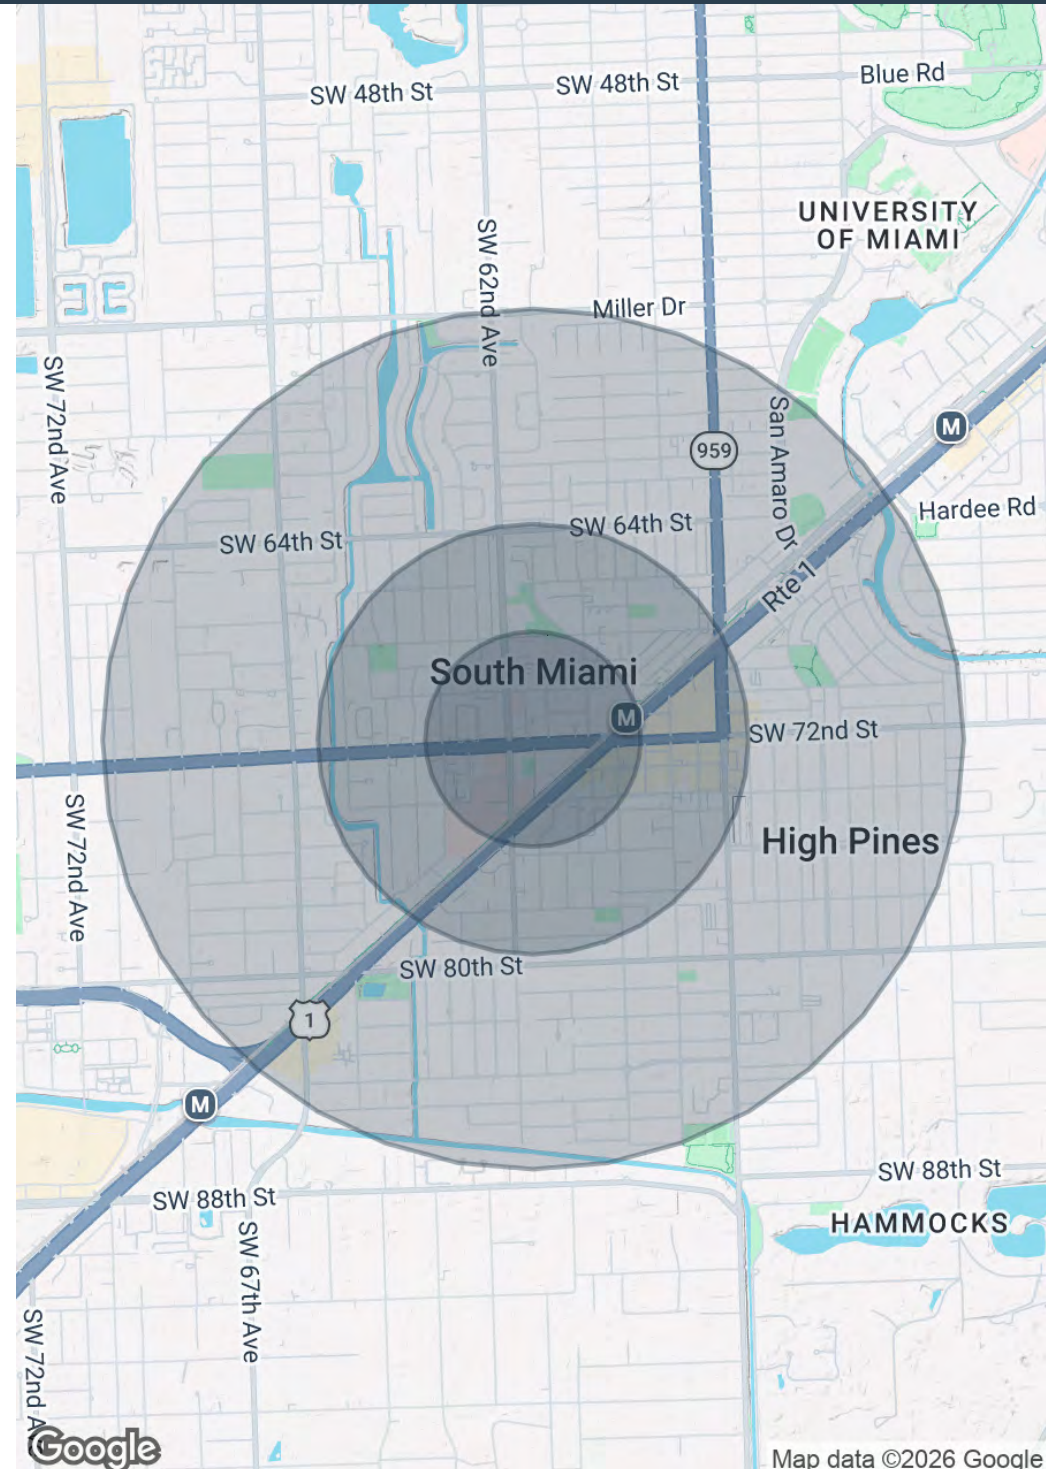 SW 48th St
SW 48th St
Blue Rd
UNIVERSITY
OF MIAMI
SW 62nd Ave
Miller Dr
SW 72nd Ave
San Amaro Dr
959
M
Hardee Rd
SW 64th St
SW 64th St
Rte 1
South Miami
M
SW 72nd St
SW 72nd Ave
High Pines
SW 80th St
1
M
SW 88th St
SW 88th St
HAMMOCKS
SW 67th Ave
SW 72nd Ave
Google
Map data ©2026 Google